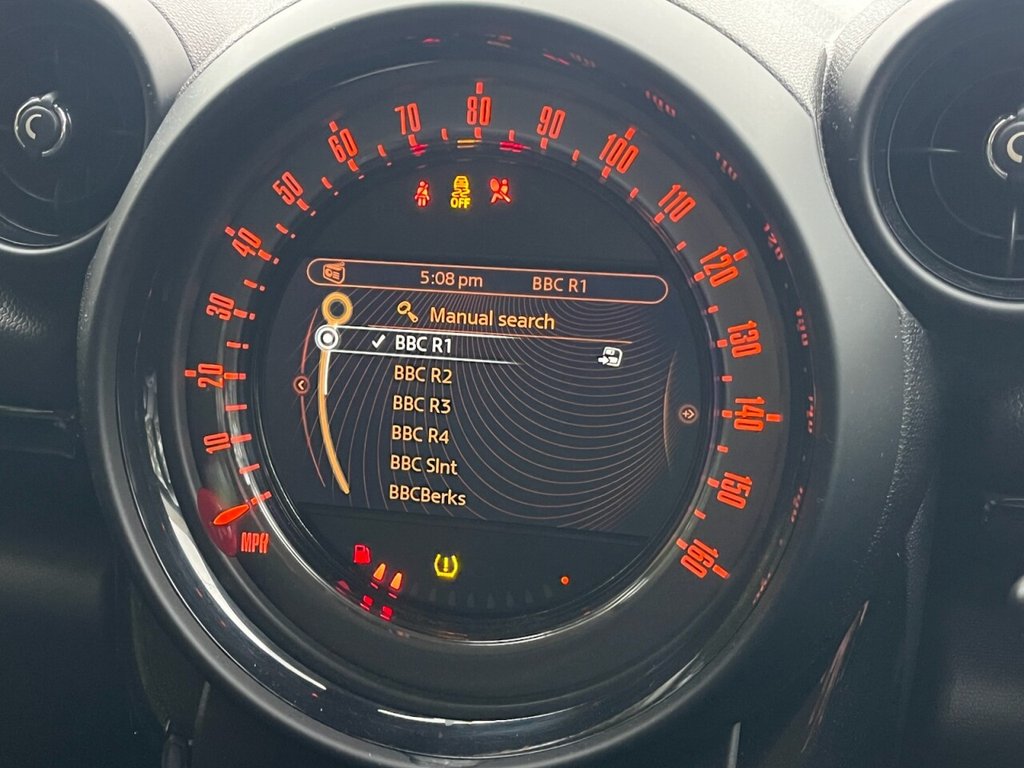 10
20
30
40
50
60
70
80
90
100
110
120
130
140
150
160
MPH
OFF
5:08 pm BBC R1
Manual search
BBC R1
BBC R2
BBC R3
BBC R4
BBC SInt
BBCBerks